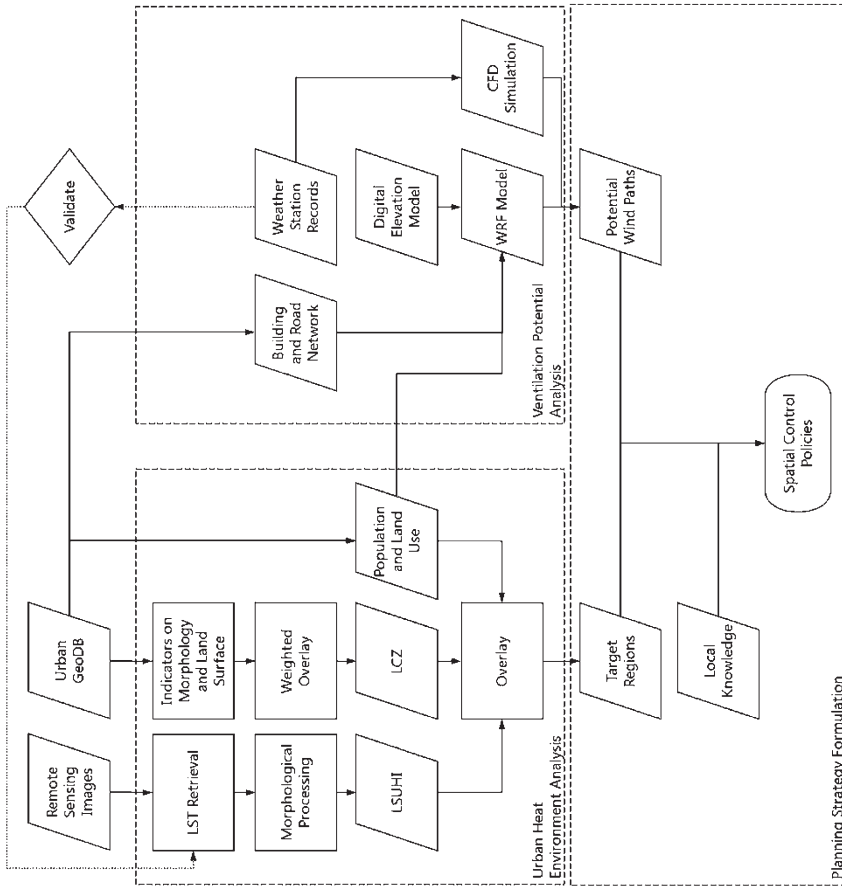 Remote
Sensing
Images
Urban
GeoDB
Validate
LST Retrieval
Indicators on
Morphology
and Land
Surface
Morphological
Processing
Weighted
Overlay
Building
and Road
Network
Weather
Station
Records
LSUHI
LCZ
Population
and Land
Use
Digital
Elevation
Model
Overlay
WRF Model
CFD
Simulation
Urban Heat
Environment Analysis
Ventilation Potential
Analysis
Target
Regions
Potential
Wind Paths
Local
Knowledge
Spatial Control
Policies
Planning Strategy Formulation